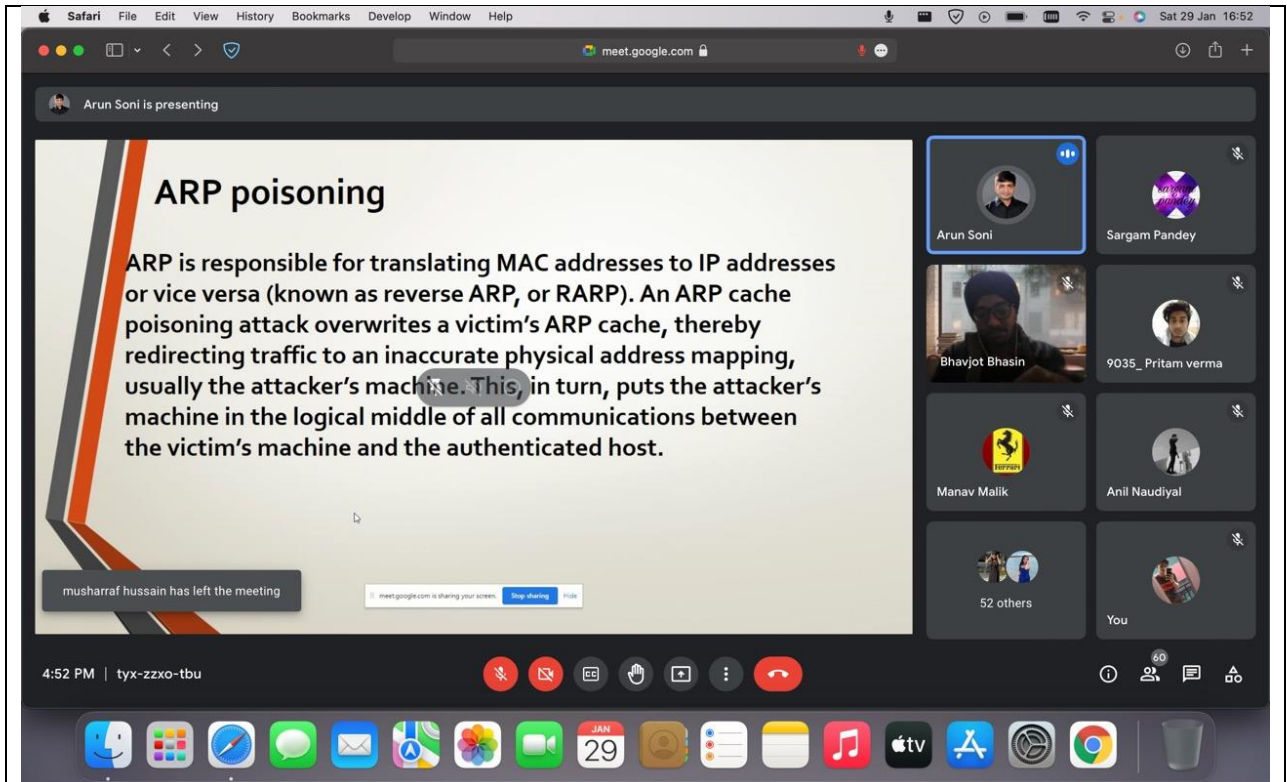 Safari File Edit View History Bookmarks Develop Window Help Sat 29 Jan 16:52
meet.google.com
Arun Soni is presenting
ARP poisoning
ARP is responsible for translating MAC addresses to IP addresses
or vice versa (known as reverse ARP, or RARP). An ARP cache
poisoning attack overwrites a victim's ARP cache, thereby
redirecting traffic to an inaccurate physical address mapping,
usually the attacker's machine. This, in turn, puts the attacker's
machine in the logical middle of all communications between
the victim's machine and the authenticated host.
musharraf hussain has left the meeting
meet.google.com is sharing your screen. Stop sharing Hide
Arun Soni
sargam
pandey
Sargam Pandey
Bhavjot Bhasin
9035_ Pritam verma
Ferrari
Manav Malik
Anil Naudiyal
52 others
You
4:52 PM | tyx-zzxo-tbu
CC
60
JAN
29
tv